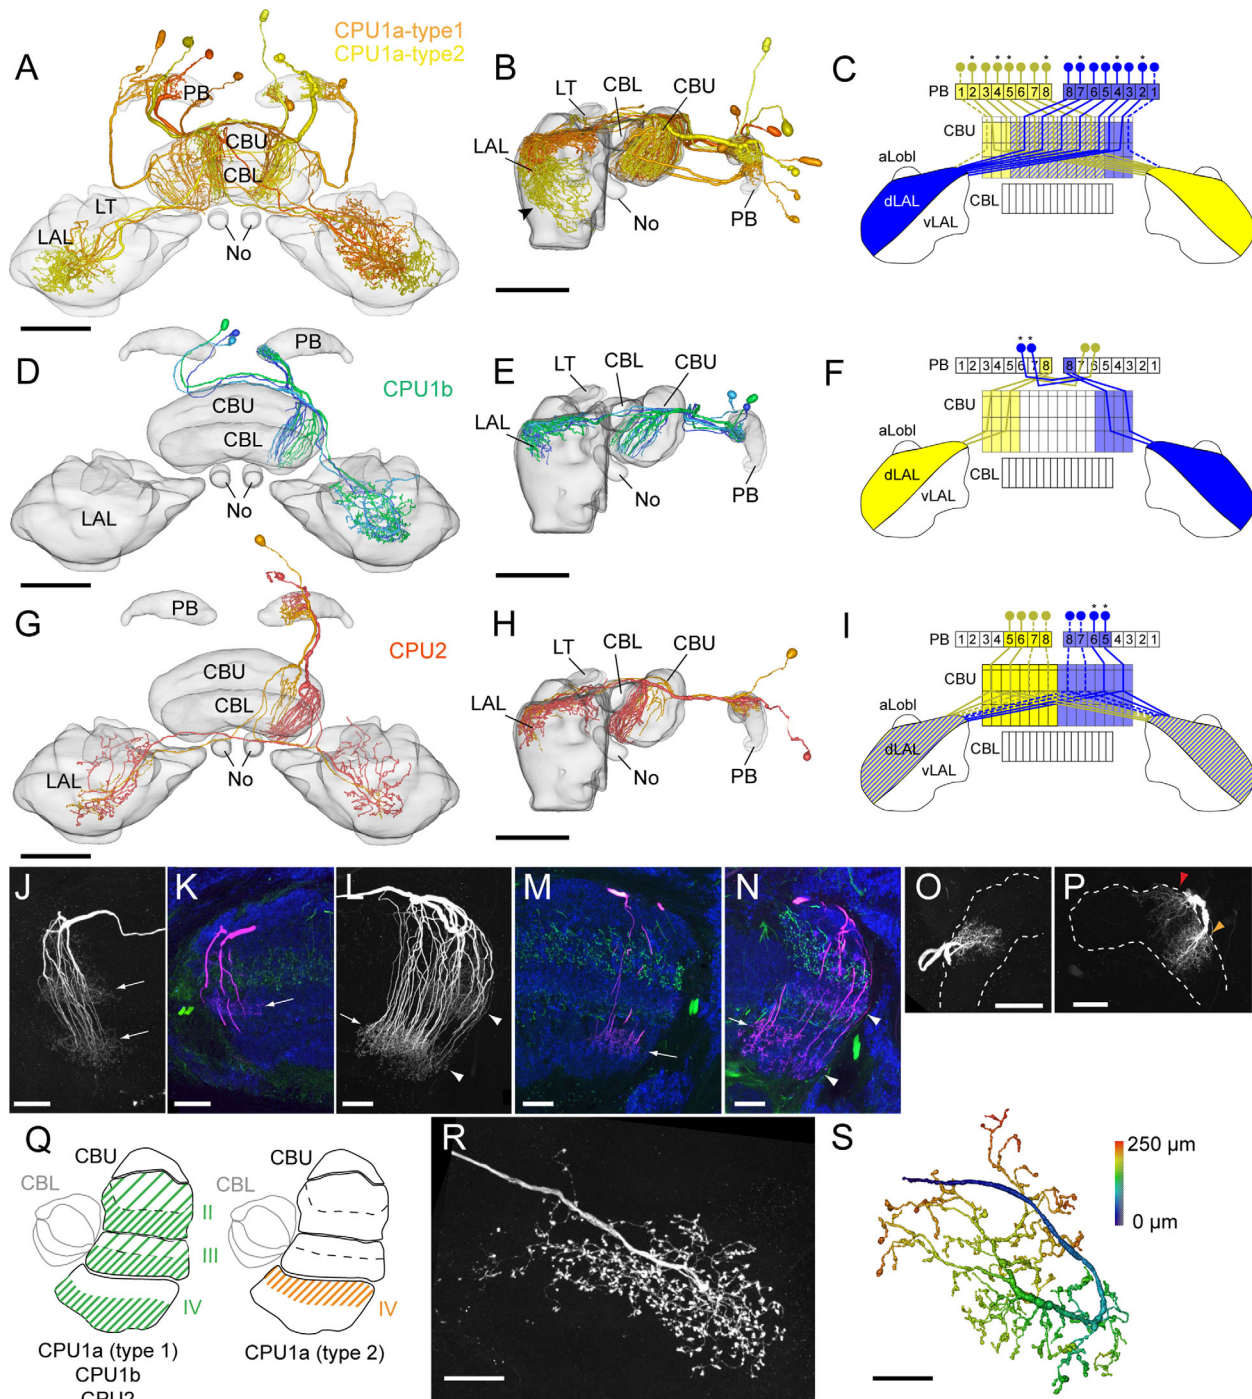 A
CPU1a-type1
CPU1a-type2
PB
CBU
CBL
LT
LAL
No
B
LT
CBL
CBU
LAL
No
PB
C
* * * * * * *
PB 1 2 3 4 5 6 7 8 8 7 6 5 4 3 2 1
CBU
aLobl
dLAL
vLAL
CBL
D
PB
CPU1b
CBU
CBL
LAL
No
E
LT
CBL
CBU
LAL
No
PB
F
* *
PB 1 2 3 4 5 6 7 8 8 7 6 5 4 3 2 1
CBU
aLobl
dLAL
vLAL
CBL
G
PB
CPU2
CBU
CBL
LAL
No
H
LT
CBL
CBU
LAL
No
PB
I
* *
PB 1 2 3 4 5 6 7 8 8 7 6 5 4 3 2 1
CBU
aLobl
dLAL
vLAL
CBL
J
K
L
M
N
O
P
Q
CBU
CBL
II
III
IV
CPU1a (type 1)
CPU1b
CPU2
CBU
CBL
IV
CPU1a (type 2)
R
S
250 µm
0 µm